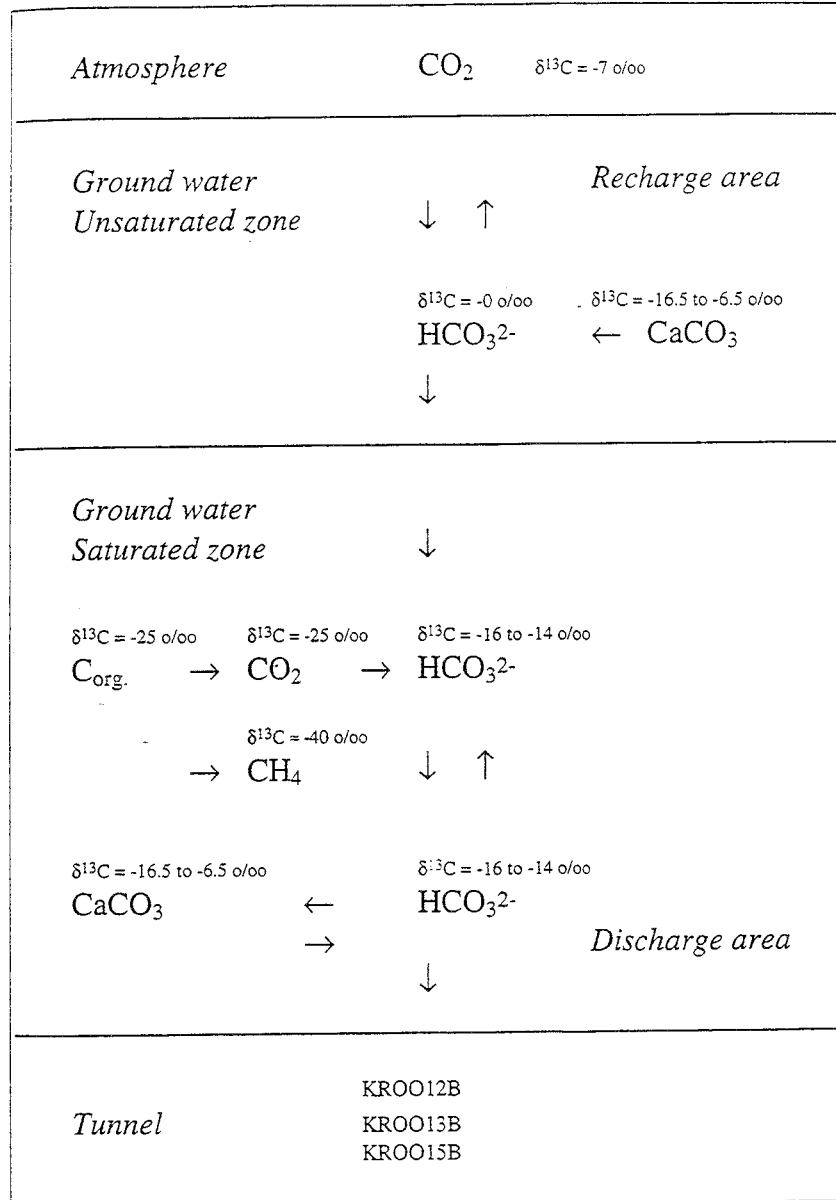 Atmosphere CO₂ δ¹³C = -7 o/oo
Ground water Recharge area
Unsaturated zone ↓ ↑
δ¹³C = -0 o/oo δ¹³C = -16.5 to -6.5 o/oo
HCO₃²⁻ ← CaCO₃
↓
Ground water
Saturated zone ↓
δ¹³C = -25 o/oo δ¹³C = -25 o/oo δ¹³C = -16 to -14 o/oo
C_org. → CO₂ → HCO₃²⁻
δ¹³C = -40 o/oo
→ CH₄ ↓ ↑
δ¹³C = -16.5 to -6.5 o/oo δ¹³C = -16 to -14 o/oo
CaCO₃ ← HCO₃²⁻
→ Discharge area
↓
KROO12B
Tunnel KROO13B
KROO15B